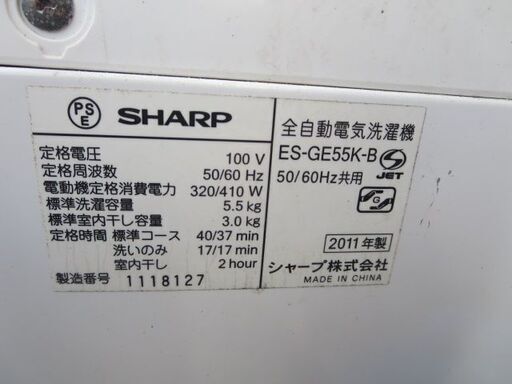 PS
E
SHARP
定格電圧 100 V
定格周波数 50/60 Hz
電動機定格消費電力 320/410 W
標準洗濯容量 5.5 kg
標準室内干し容量 3.0 kg
定格時間 標準コース 40/37 min
洗いのみ 17/17 min
室内干し 2 hour
製造番号 1118127
全自動電気洗濯機
ES-GE55K-B
50/60Hz共用
S
JET
G
2011年製
シャープ株式会社
MADE IN CHINA